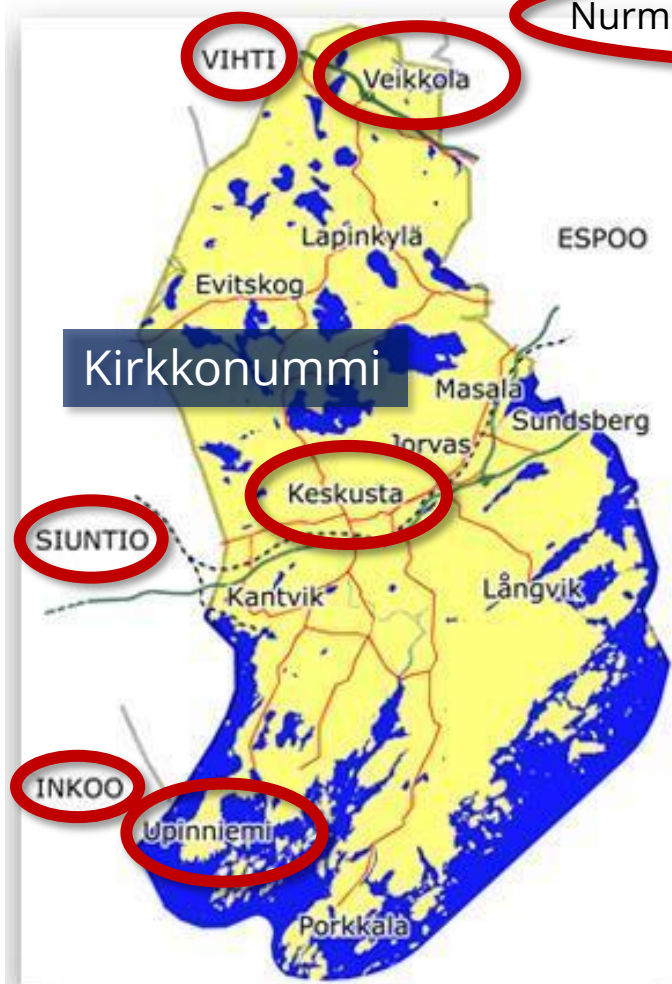 Nurm
VIHTI
Veikkola
Lapinkylä
ESPOO
Evitskog
Kirkkonummi
Masala
Sundsberg
Jorvas
Keskusta
SIUNTIO
Kantvik
Långvik
INKOO
Upinniemi
Porkkala